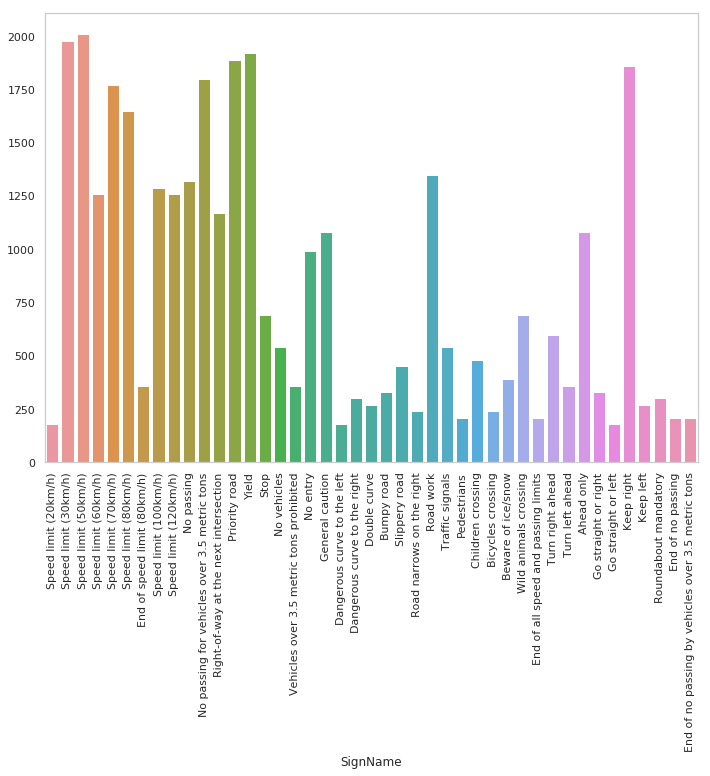 2000
1750
1500
1250
1000
750
500
250
0
Speed limit (20km/h)
Speed limit (30km/h)
Speed limit (50km/h)
Speed limit (60km/h)
Speed limit (70km/h)
Speed limit (80km/h)
End of speed limit (80km/h)
Speed limit (100km/h)
Speed limit (120km/h)
No passing
No passing for vehicles over 3.5 metric tons
Right-of-way at the next intersection
Priority road
Yield
Stop
No vehicles
Vehicles over 3.5 metric tons prohibited
No entry
General caution
Dangerous curve to the left
Dangerous curve to the right
Double curve
Bumpy road
Slippery road
Road narrows on the right
Road work
Traffic signals
Pedestrians
Children crossing
Bicycles crossing
Beware of ice/snow
Wild animals crossing
End of all speed and passing limits
Turn right ahead
Turn left ahead
Ahead only
Go straight or right
Go straight or left
Keep right
Keep left
Roundabout mandatory
End of no passing
End of no passing by vehicles over 3.5 metric tons
SignName